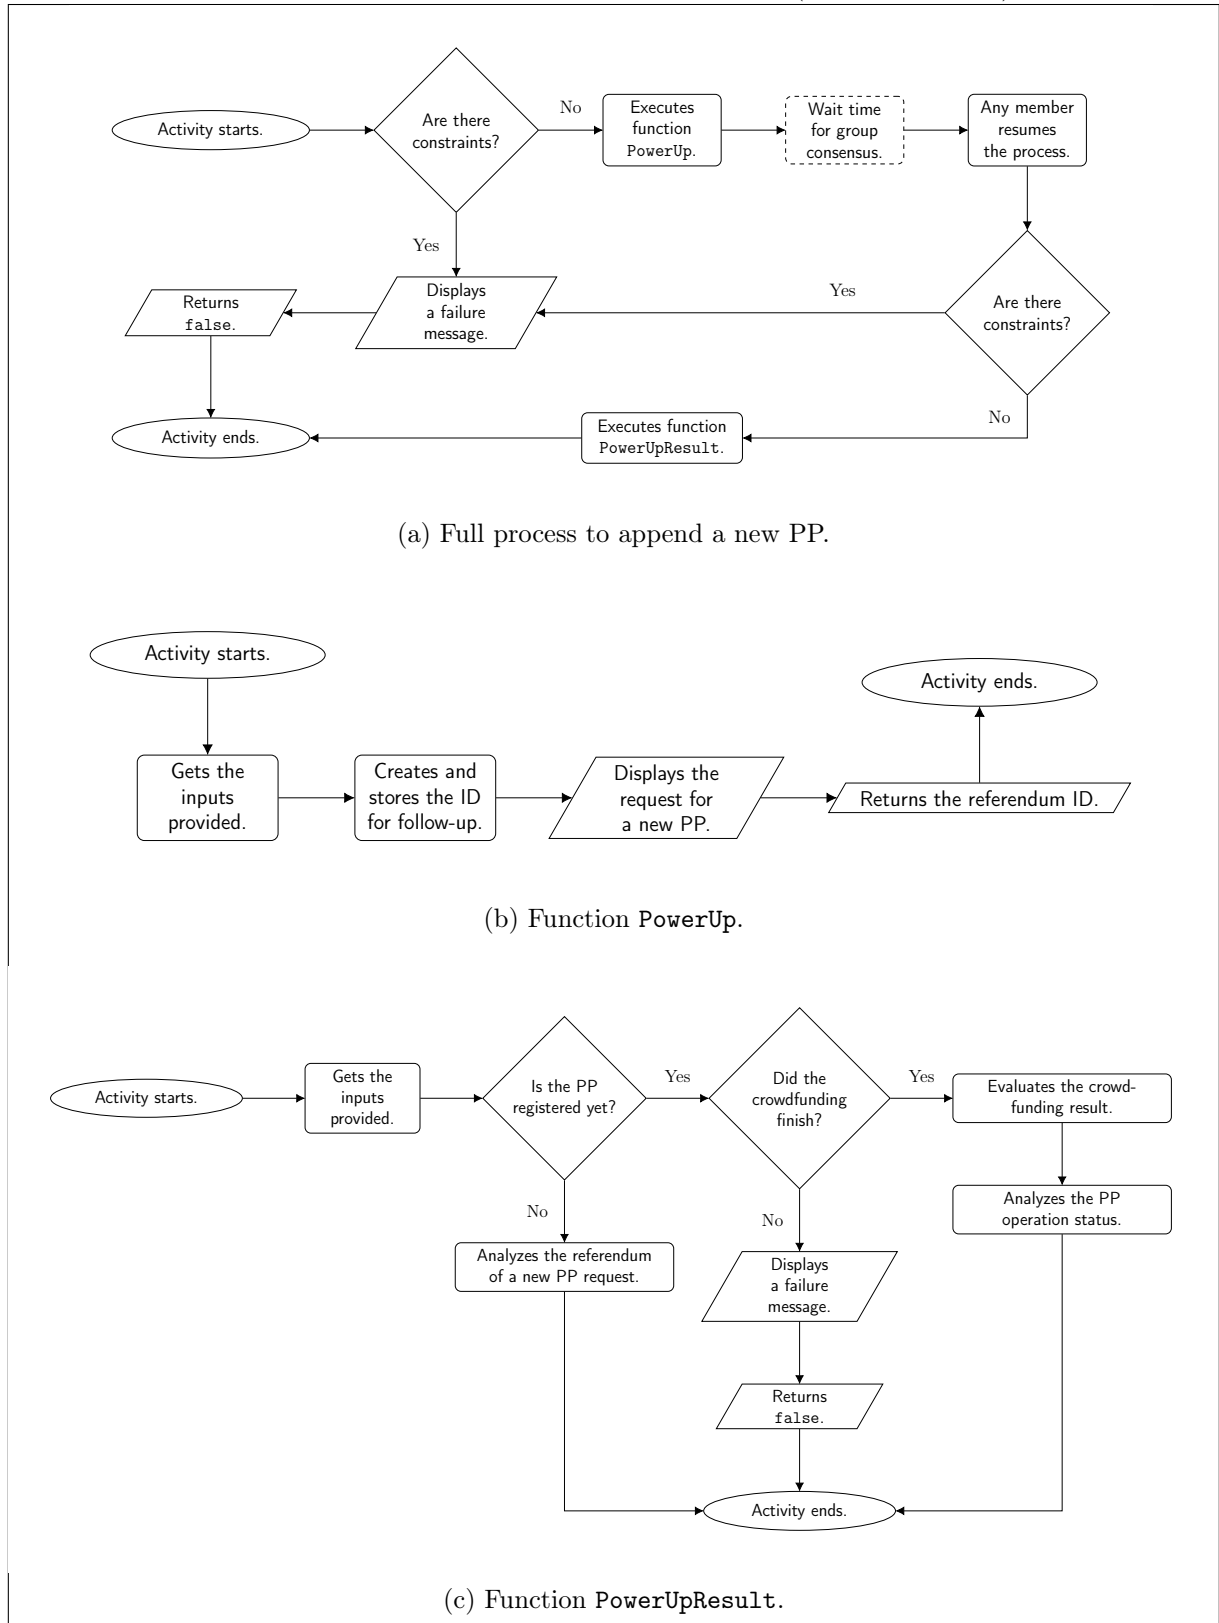 Activity starts.
Are there
constraints?
No
Executes
function
PowerUp.
Wait time
for group
consensus.
Any member
resumes
the process.
Yes
Returns
false.
Displays
a failure
message.
Yes
Are there
constraints?
No
Activity ends.
Executes function
PowerUpResult.
(a) Full process to append a new PP.
Activity starts.
Activity ends.
Gets the
inputs
provided.
Creates and
stores the ID
for follow-up.
Displays the
request for
a new PP.
Returns the referendum ID.
(b) Function PowerUp.
Activity starts.
Gets the
inputs
provided.
Is the PP
registered yet?
Yes
Did the
crowdfunding
finish?
Yes
Evaluates the crowd-
funding result.
Analyzes the PP
operation status.
No
No
Analyzes the referendum
of a new PP request.
Displays
a failure
message.
Returns
false.
Activity ends.
(c) Function PowerUpResult.